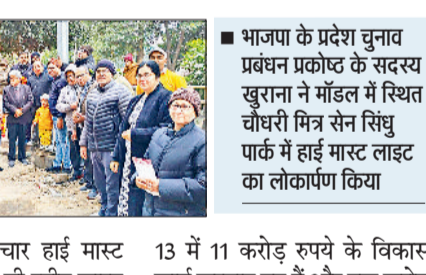 ■ भाजपा के प्रदेश चुनाव
प्रबंधन प्रकोष्ठ के सदस्य
खुराना ने मॉडल में स्थित
चौधरी मित्र सेन सिंधु
पार्क में हाई मास्ट लाइट
का लोकार्पण किया
चार हाई मास्ट
13 में 11 करोड़ रुपये के विकास